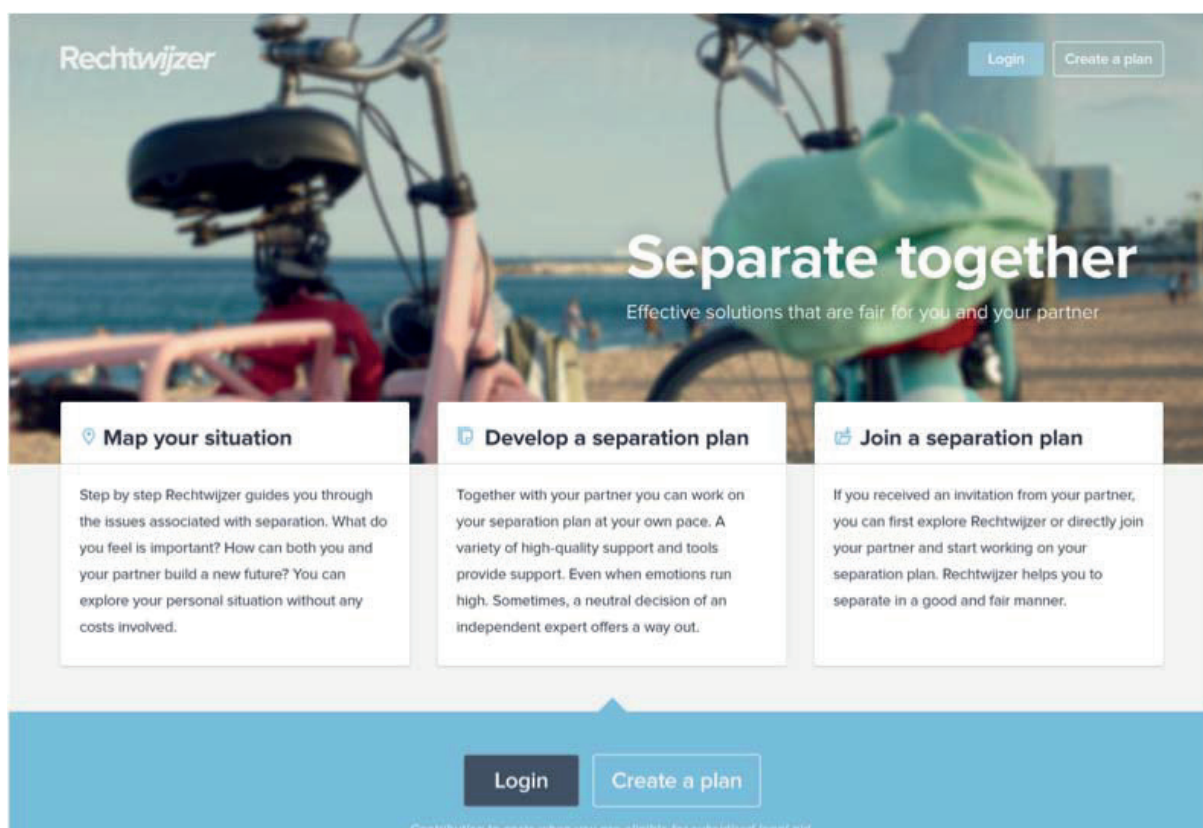 Rechtwijzer
Login
Create a plan
Separate together
Effective solutions that are fair for you and your partner
Map your situation
Step by step Rechtwijzer guides you through
the issues associated with separation. What do
you feel is important? How can both you and
your partner build a new future? You can
explore your personal situation without any
costs involved.
Develop a separation plan
Together with your partner you can work on
your separation plan at your own pace. A
variety of high-quality support and tools
provide support. Even when emotions run
high. Sometimes, a neutral decision of an
independent expert offers a way out.
Join a separation plan
If you received an invitation from your partner,
you can first explore Rechtwijzer or directly join
your partner and start working on your
separation plan. Rechtwijzer helps you to
separate in a good and fair manner.
Login
Create a plan